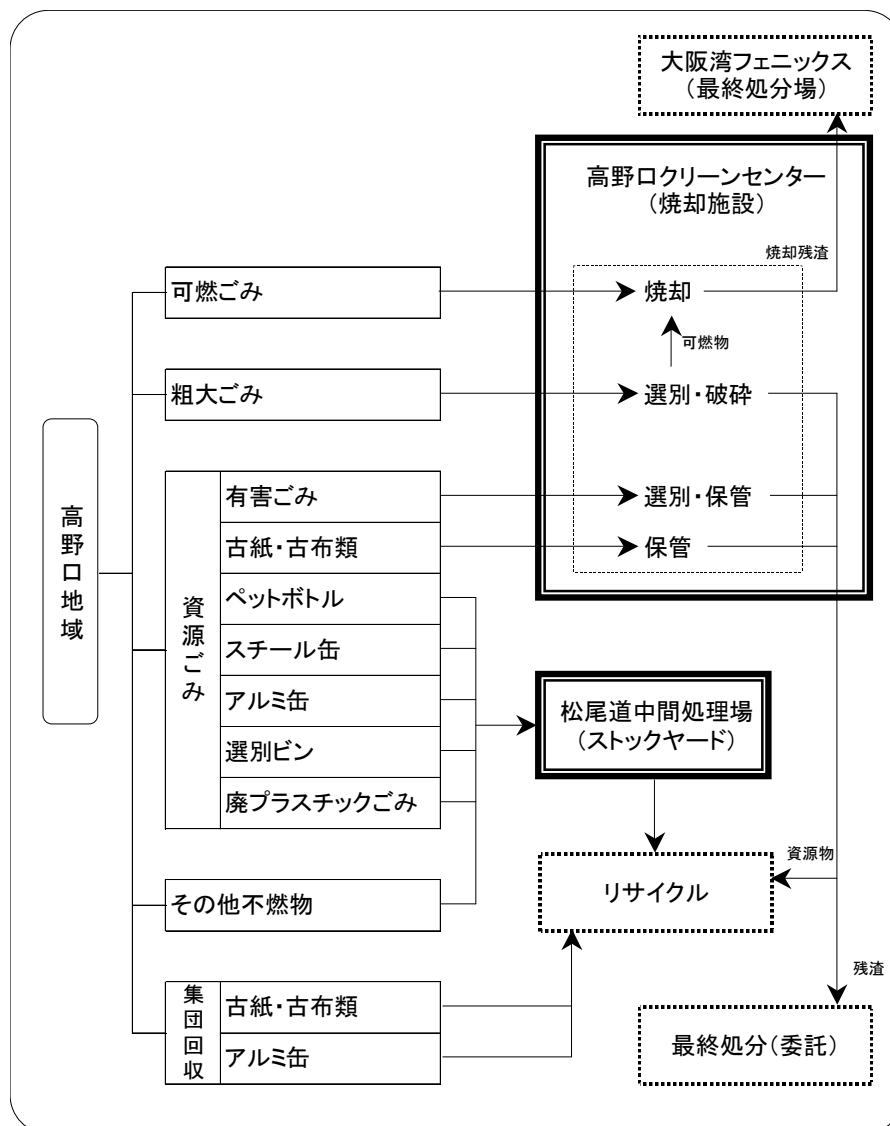 大阪湾フェニックス
（最終処分場）
高野口クリーンセンター
（焼却施設）
焼却残渣
可燃ごみ
焼却
可燃物
粗大ごみ
選別・破砕
高野口地域
資源ごみ
有害ごみ
選別・保管
古紙・古布類
保管
ペットボトル
スチール缶
アルミ缶
選別ビン
廃プラスチックごみ
松尾道中間処理場
（ストックヤード）
資源物
その他不燃物
リサイクル
残渣
集団回収
古紙・古布類
アルミ缶
最終処分（委託）